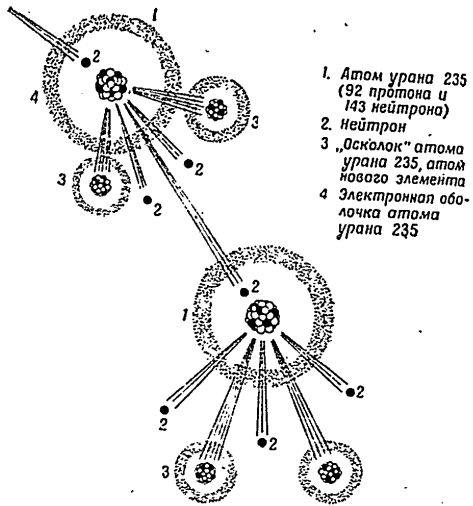 1
2
4
3
2
3
2
1. Атом урана 235
(92 протона и
143 нейтрона)
2. Нейтрон
3 „Осколок" атома
урана 235, атом
нового элемента
4 Электронная обо-
лочка атома
урана 235
2
1
2
2
2
3